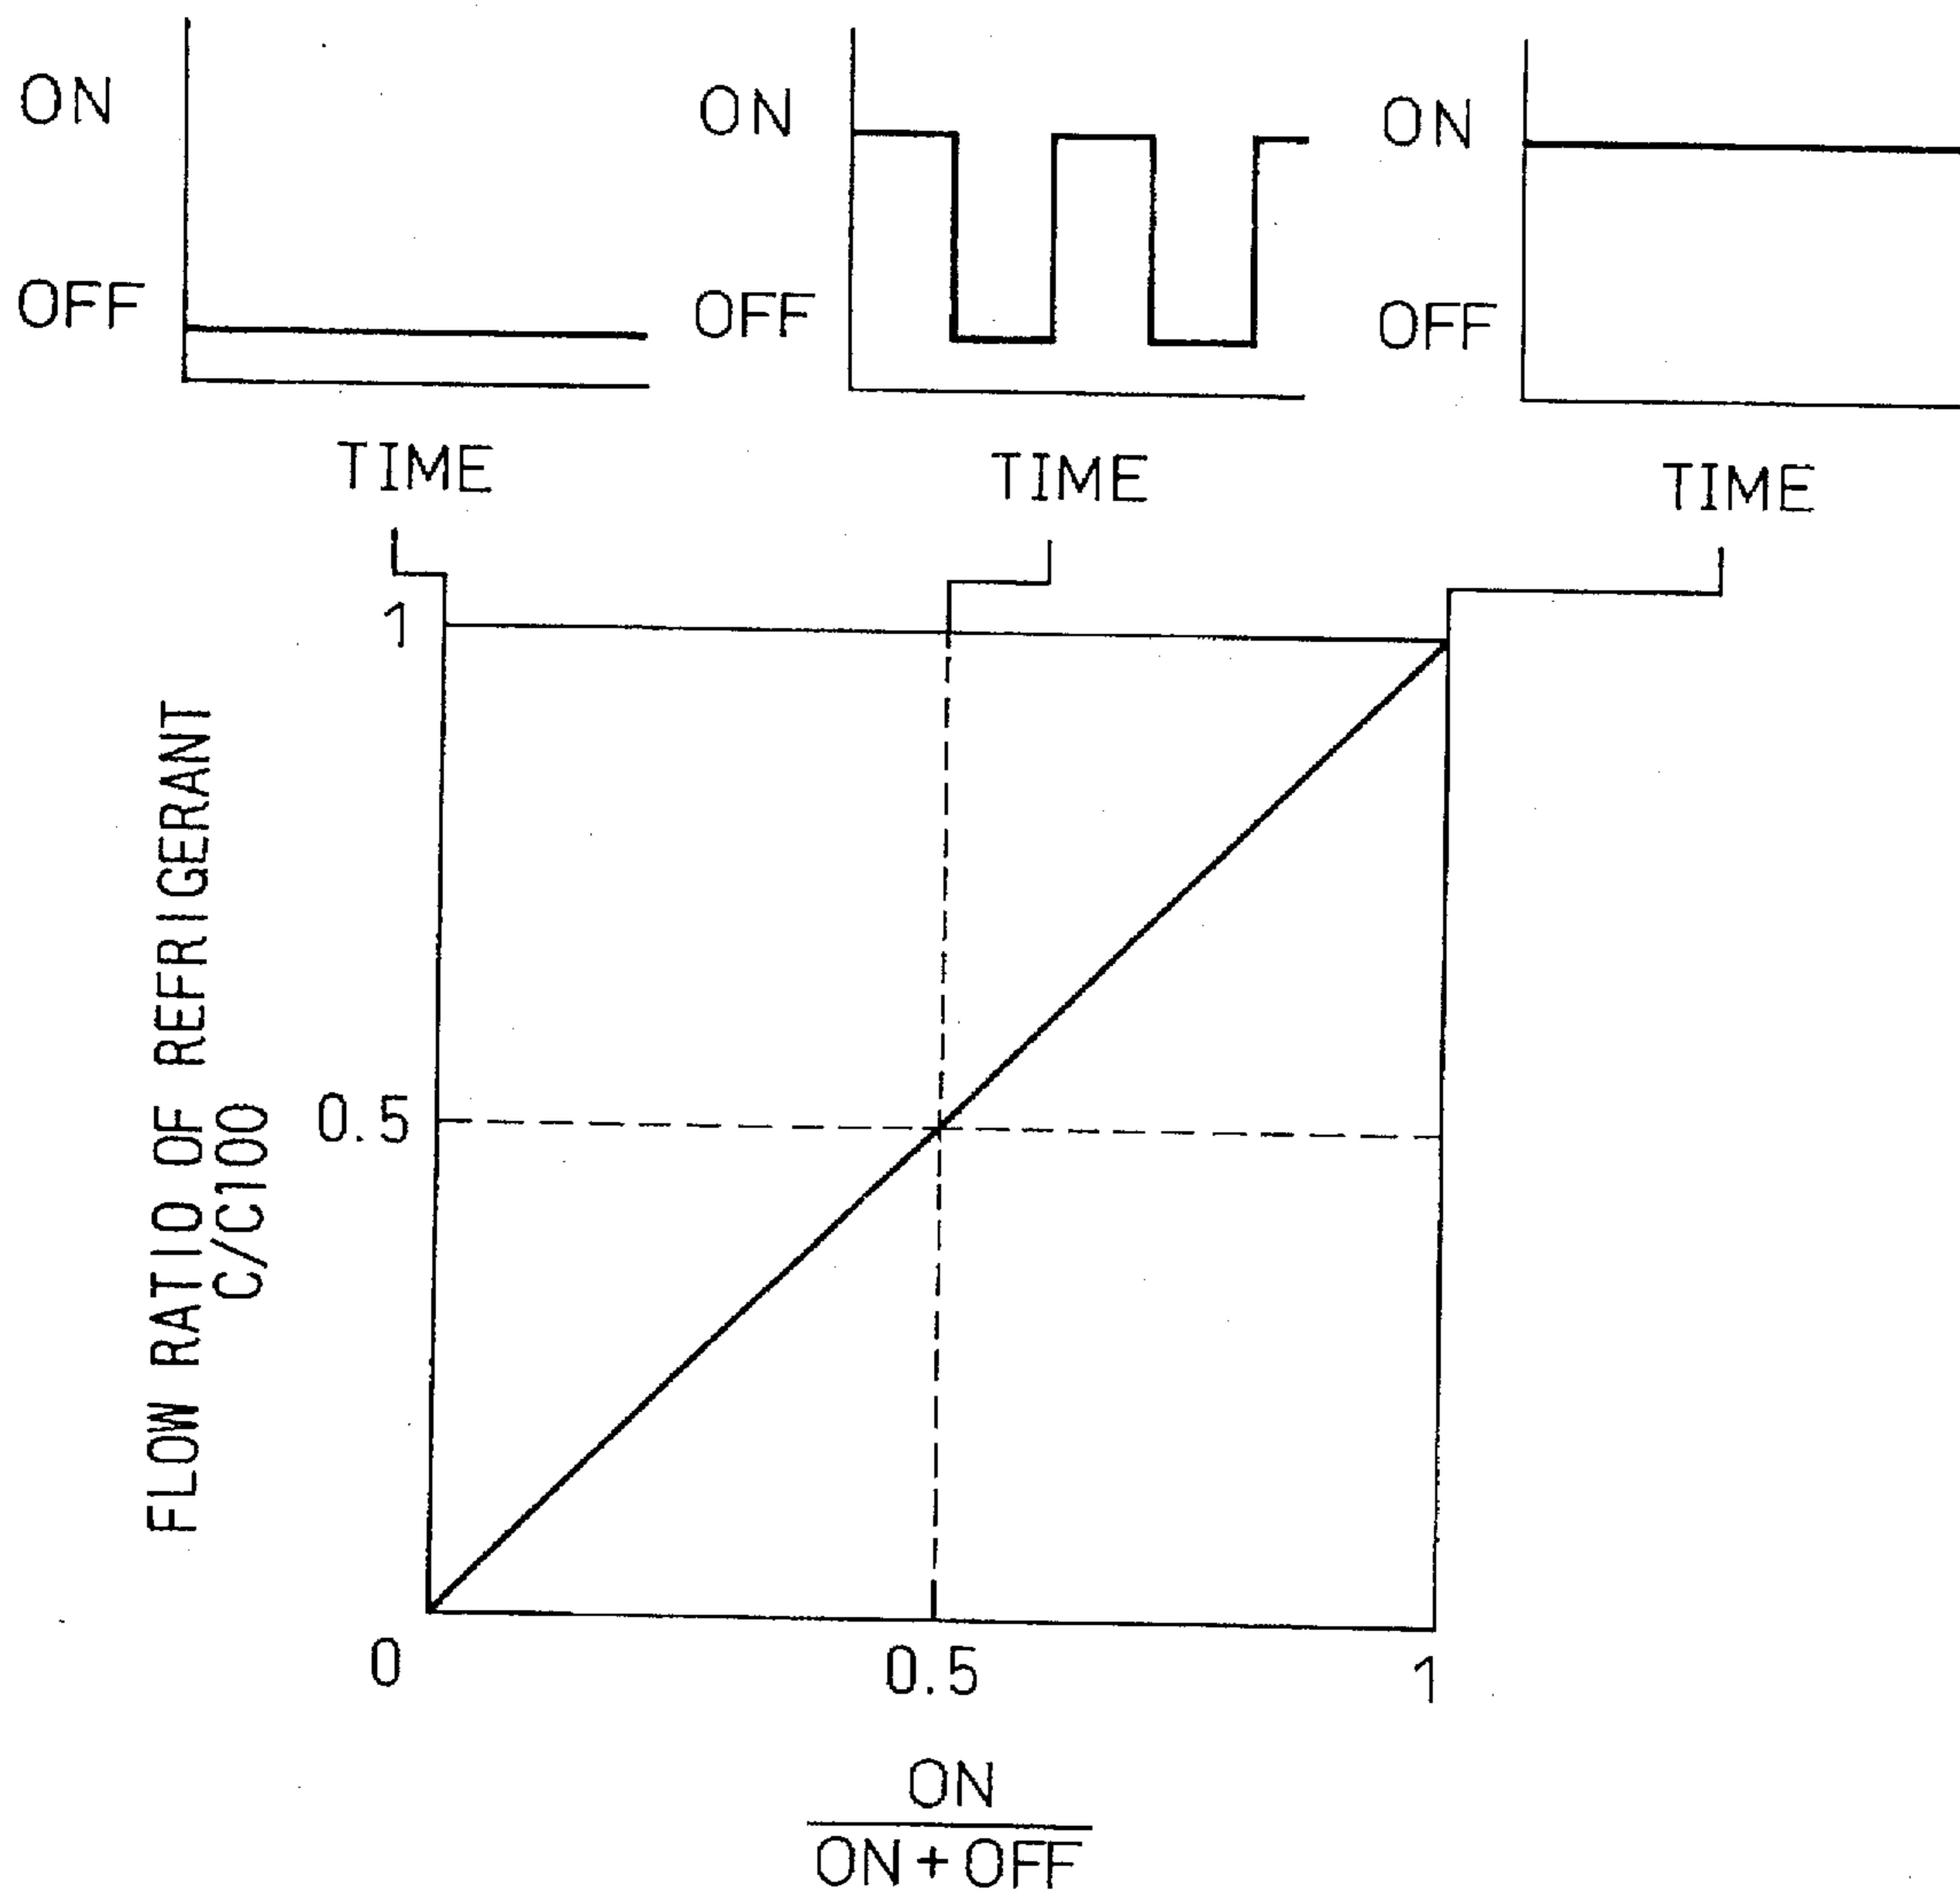 ON
OFF
TIME
ON
OFF
TIME
ON
OFF
TIME
FLOW RATIO OF REFRIGERANT
C/C100
1
0.5
0
0.5
1
ON
ON+OFF